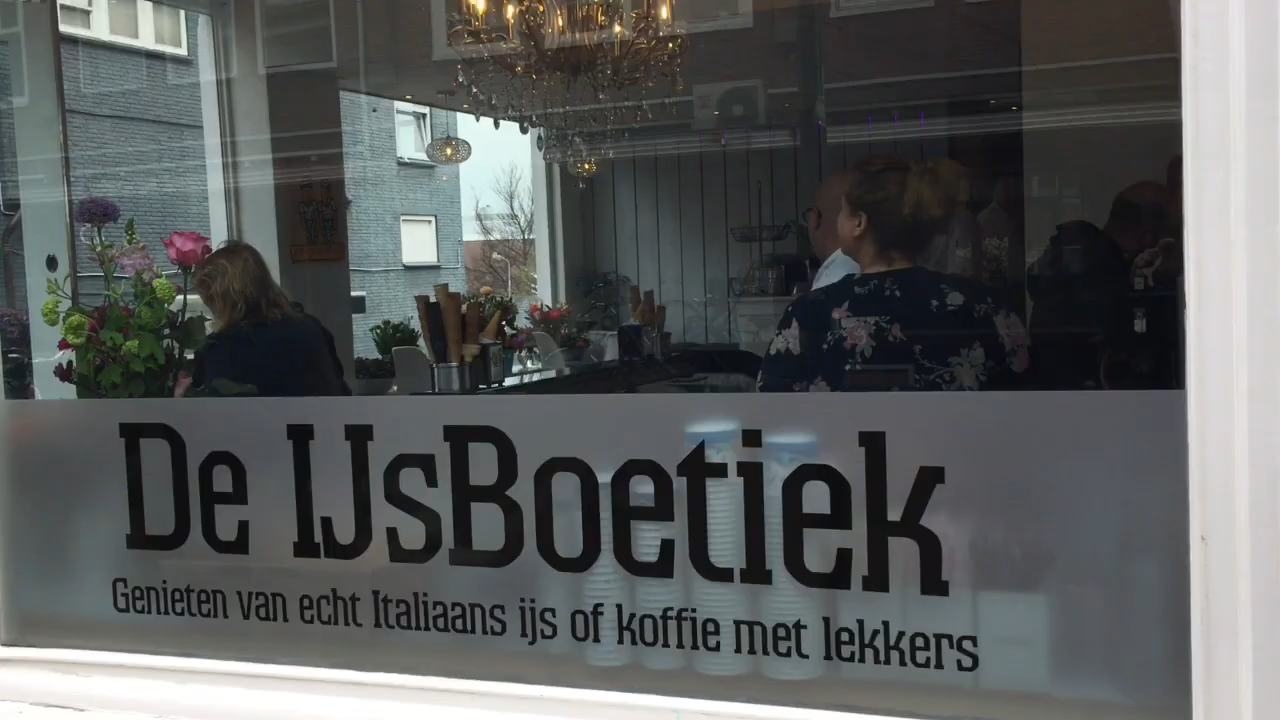 De IJsBoetiek
Genieten van echt Italiaans ijs of koffie met lekkers